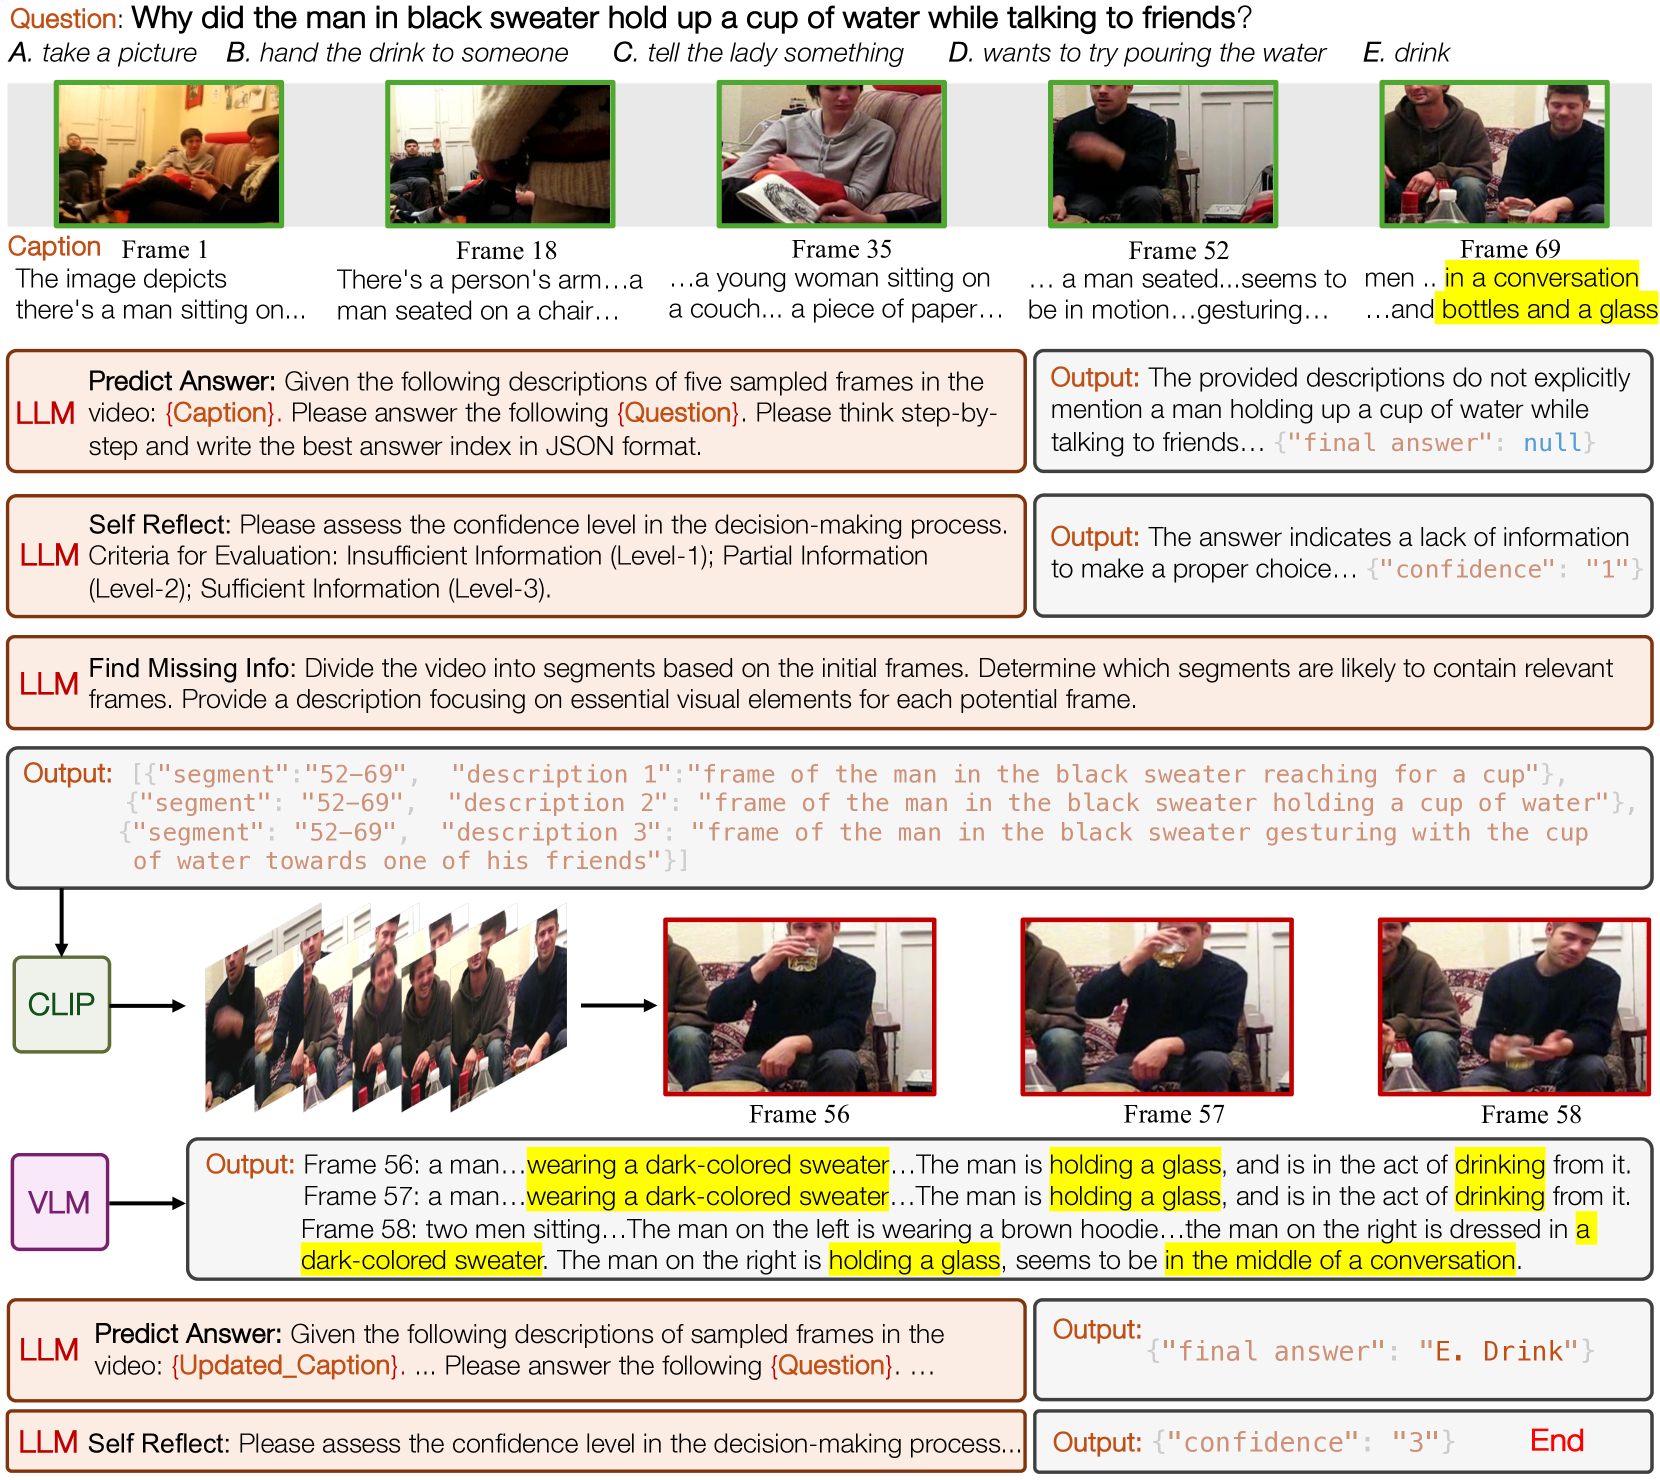 Question: Why did the man in black sweater hold up a cup of water while talking to friends?
A. take a picture B. hand the drink to someone C. tell the lady something D. wants to try pouring the water E. drink
Caption Frame 1 Frame 18 Frame 35 Frame 52 Frame 69
The image depicts
there's a man sitting on...
There's a person's arm...a
man seated on a chair...
...a young woman sitting on
a couch... a piece of paper...
... a man seated...seems to
be in motion...gesturing...
men .. in a conversation
...and bottles and a glass
LLM
Predict Answer: Given the following descriptions of five sampled frames in the
video: {Caption}. Please answer the following {Question}. Please think step-by-
step and write the best answer index in JSON format.
Output: The provided descriptions do not explicitly
mention a man holding up a cup of water while
talking to friends... {"final answer": null}
LLM
Self Reflect: Please assess the confidence level in the decision-making process.
Criteria for Evaluation: Insufficient Information (Level-1); Partial Information
(Level-2); Sufficient Information (Level-3).
Output: The answer indicates a lack of information
to make a proper choice... {"confidence": "1"}
LLM
Find Missing Info: Divide the video into segments based on the initial frames. Determine which segments are likely to contain relevant
frames. Provide a description focusing on essential visual elements for each potential frame.
Output: [{"segment":"52-69", "description 1":"frame of the man in the black sweater reaching for a cup"},
{"segment": "52-69", "description 2": "frame of the man in the black sweater holding a cup of water"},
{"segment": "52-69", "description 3": "frame of the man in the black sweater gesturing with the cup
of water towards one of his friends"}]
CLIP
Frame 56 Frame 57 Frame 58
VLM
Output: Frame 56: a man...wearing a dark-colored sweater...The man is holding a glass, and is in the act of drinking from it.
Frame 57: a man...wearing a dark-colored sweater...The man is holding a glass, and is in the act of drinking from it.
Frame 58: two men sitting...The man on the left is wearing a brown hoodie...the man on the right is dressed in a
dark-colored sweater. The man on the right is holding a glass, seems to be in the middle of a conversation.
LLM
Predict Answer: Given the following descriptions of sampled frames in the
video: {Updated_Caption}. ... Please answer the following {Question}. ...
Output:
{"final answer": "E. Drink"}
LLM Self Reflect: Please assess the confidence level in the decision-making process...
Output: {"confidence": "3"} End